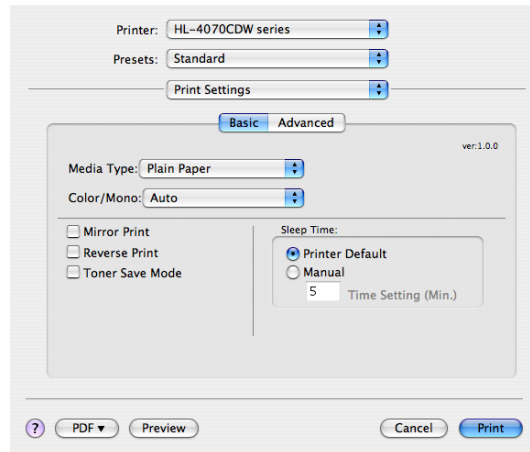 Printer: HL-4070CDW series
Presets: Standard
Print Settings
Basic Advanced
ver:1.0.0
Media Type: Plain Paper
Color/Mono: Auto
Mirror Print
Reverse Print
Toner Save Mode
Sleep Time:
Printer Default
Manual
5 Time Setting (Min.)
? PDF ▼ Preview Cancel Print